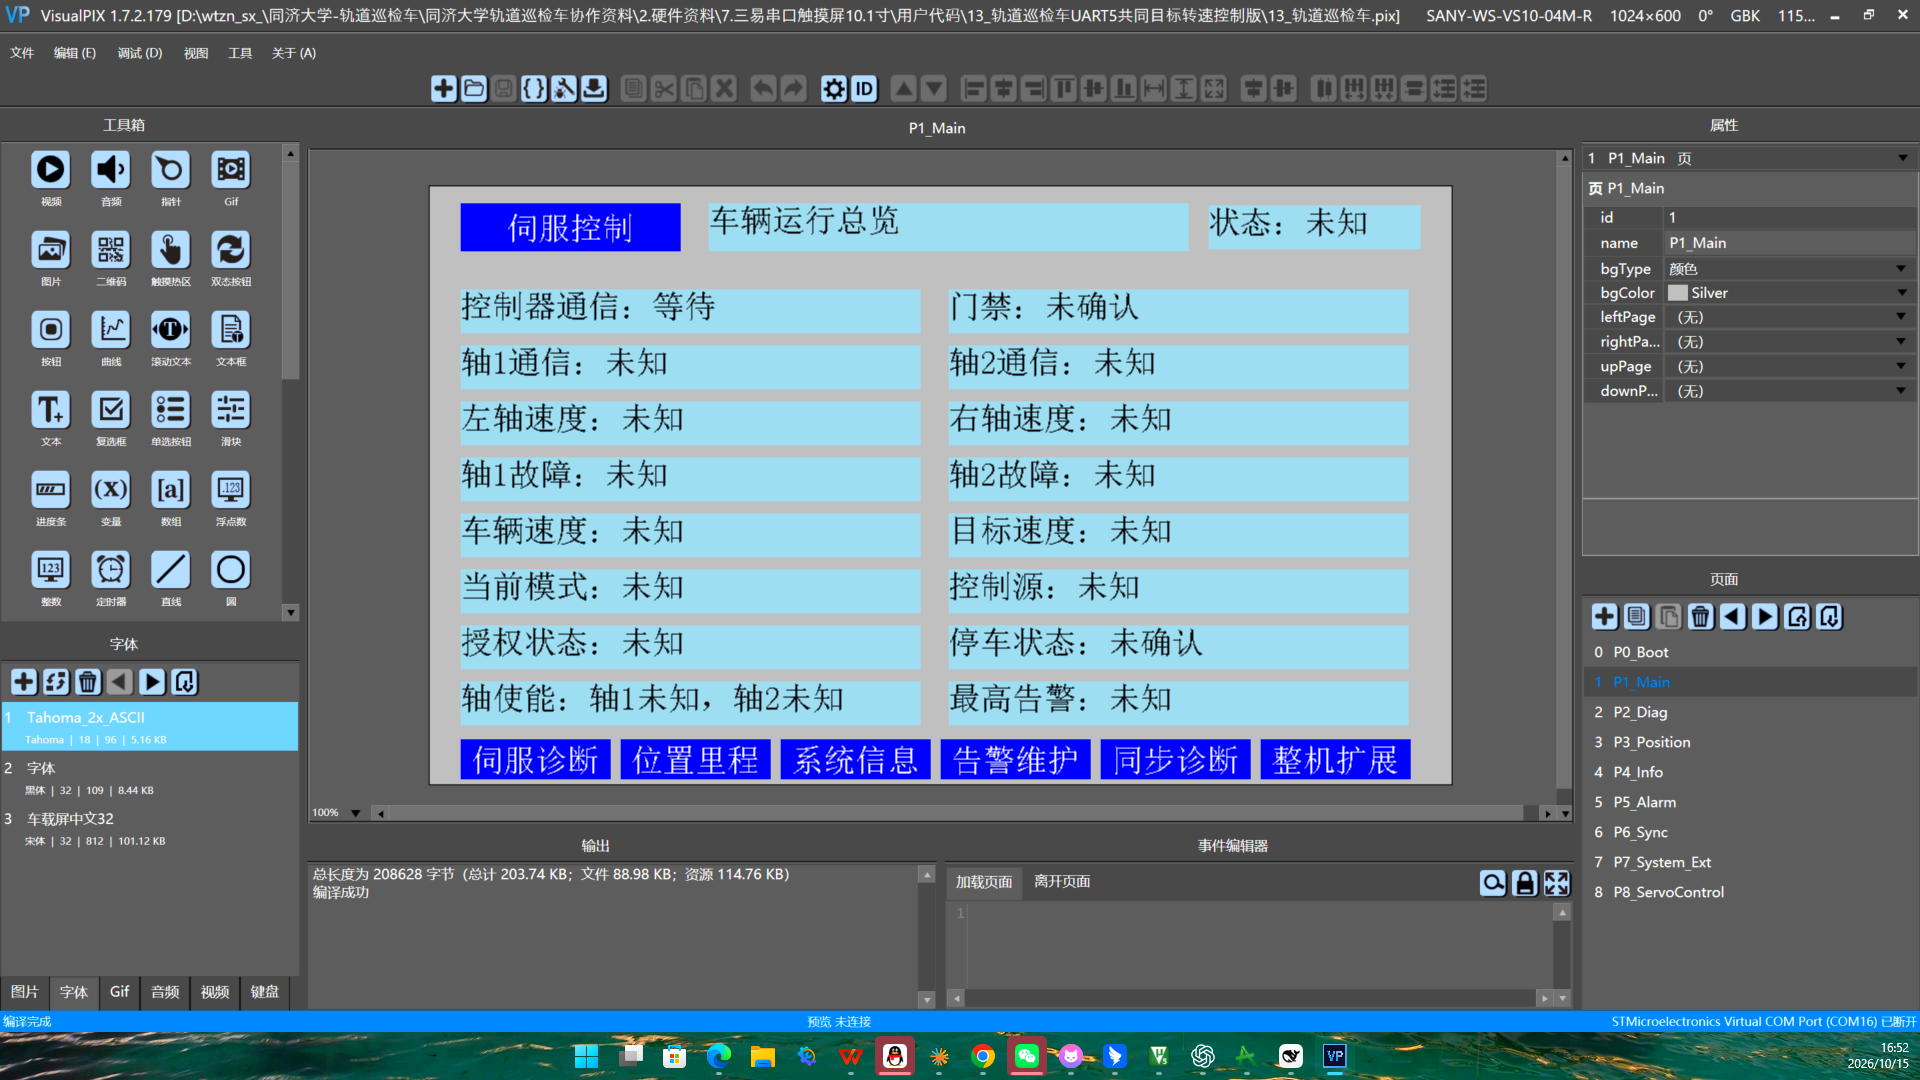 VP VisualPIX 1.7.2.179 [D:\wtzn_sx_\同济大学-轨道巡检车\同济大学轨道巡检车协作资料\2.硬件资料\7.三易串口触摸屏10.1寸\用户代码\13_轨道巡检车UART5共同目标转速控制版\13_轨道巡检车.pix] SANY-WS-VS10-04M-R 1024×600 0° GBK 115...
文件 编辑 (E) 调试 (D) 视图 工具 关于 (A)
ID
工具箱
视频 音频 指针 Gif
图片 二维码 触摸热区 双态按钮
按钮 曲线 滚动文本 文本框
文本 复选框 单选按钮 滑块
进度条 变量 数组 浮点数
整数 定时器 直线 圆
字体
1 Tahoma_2x_ASCII
Tahoma | 18 | 96 | 5.16 KB
2 字体
黑体 | 32 | 109 | 8.44 KB
3 车载屏中文32
宋体 | 32 | 812 | 101.12 KB
图片 字体 Gif 音频 视频 键盘
P1_Main
伺服控制 车辆运行总览 状态：未知
控制器通信：等待 门禁：未确认
轴1通信：未知 轴2通信：未知
左轴速度：未知 右轴速度：未知
轴1故障：未知 轴2故障：未知
车辆速度：未知 目标速度：未知
当前模式：未知 控制源：未知
授权状态：未知 停车状态：未确认
轴使能：轴1未知，轴2未知 最高告警：未知
伺服诊断 位置里程 系统信息 告警维护 同步诊断 整机扩展
100%
输出
总长度为 208628 字节（总计 203.74 KB；文件 88.98 KB；资源 114.76 KB）
编译成功
事件编辑器
加载页面 离开页面
1
属性
1 P1_Main 页
页 P1_Main
id 1
name P1_Main
bgType 颜色
bgColor Silver
leftPage （无）
rightPa... （无）
upPage （无）
downP... （无）
页面
0 P0_Boot
1 P1_Main
2 P2_Diag
3 P3_Position
4 P4_Info
5 P5_Alarm
6 P6_Sync
7 P7_System_Ext
8 P8_ServoControl
编译完成 预览 未连接 STMicroelectronics Virtual COM Port (COM16) 已断开
16:52
2026/10/15